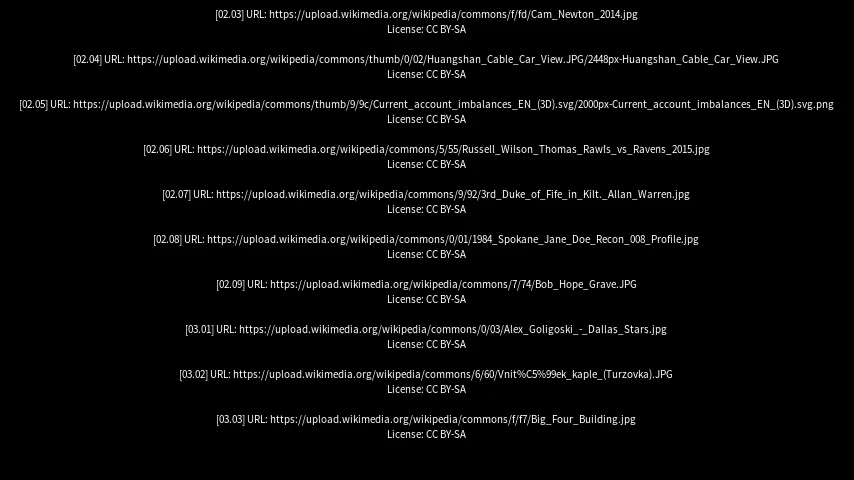 [02.03] URL: https://upload.wikimedia.org/wikipedia/commons/f/fd/Cam_Newton_2014.jpg
License: CC BY-SA
[02.04] URL: https://upload.wikimedia.org/wikipedia/commons/thumb/0/02/Huangshan_Cable_Car_View.JPG/2448px-Huangshan_Cable_Car_View.JPG
License: CC BY-SA
[02.05] URL: https://upload.wikimedia.org/wikipedia/commons/thumb/9/9c/Current_account_imbalances_EN_(3D).svg/2000px-Current_account_imbalances_EN_(3D).svg.png
License: CC BY-SA
[02.06] URL: https://upload.wikimedia.org/wikipedia/commons/5/55/Russell_Wilson_Thomas_Rawls_vs_Ravens_2015.jpg
License: CC BY-SA
[02.07] URL: https://upload.wikimedia.org/wikipedia/commons/9/92/3rd_Duke_of_Fife_in_Kilt._Allan_Warren.jpg
License: CC BY-SA
[02.08] URL: https://upload.wikimedia.org/wikipedia/commons/0/01/1984_Spokane_Jane_Doe_Recon_008_Profile.jpg
License: CC BY-SA
[02.09] URL: https://upload.wikimedia.org/wikipedia/commons/7/74/Bob_Hope_Grave.JPG
License: CC BY-SA
[03.01] URL: https://upload.wikimedia.org/wikipedia/commons/0/03/Alex_Goligoski_-_Dallas_Stars.jpg
License: CC BY-SA
[03.02] URL: https://upload.wikimedia.org/wikipedia/commons/6/60/Vnit%C5%99ek_kaple_(Turzovka).JPG
License: CC BY-SA
[03.03] URL: https://upload.wikimedia.org/wikipedia/commons/f/f7/Big_Four_Building.jpg
License: CC BY-SA